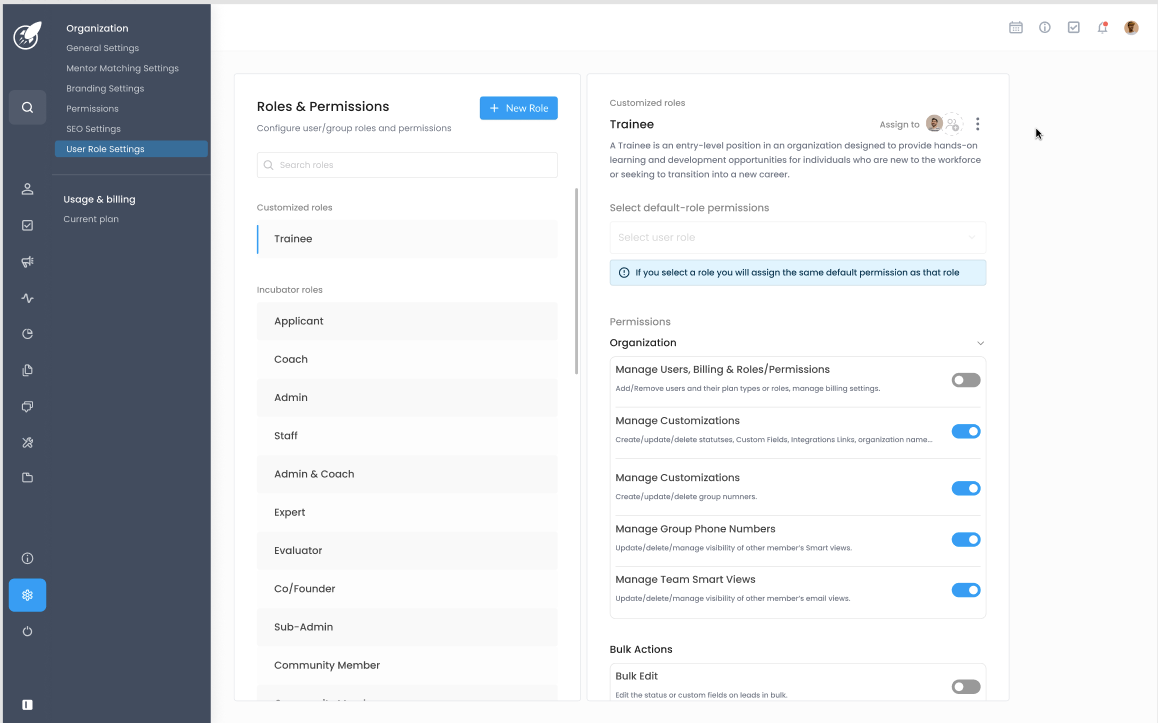 Organization
General Settings
Mentor Matching Settings
Branding Settings
Permissions
SEO Settings
User Role Settings
Usage & billing
Current plan
Roles & Permissions
New Role
Configure user/group roles and permissions
Search roles
Customized roles
Trainee
Incubator roles
Applicant
Coach
Admin
Staff
Admin & Coach
Expert
Evaluator
Co/Founder
Sub-Admin
Community Member
Customized roles
Trainee
Assign to
A Trainee is an entry-level position in an organization designed to provide hands-on
learning and development opportunities for individuals who are new to the workforce
or seeking to transition into a new career.
Select default-role permissions
Select user role
If you select a role you will assign the same default permission as that role
Permissions
Organization
Manage Users, Billing & Roles/Permissions
Add/Remove users and their plan types or roles, manage billing settings.
Manage Customizations
Create/update/delete statutses, Custom Fields, Integrations Links, organization name...
Manage Customizations
Create/update/delete group numners.
Manage Group Phone Numbers
Update/delete/manage visibility of other member's Smart views.
Manage Team Smart Views
Update/delete/manage visibility of other member's email views.
Bulk Actions
Bulk Edit
Edit the status or custom fields on leads in bulk.